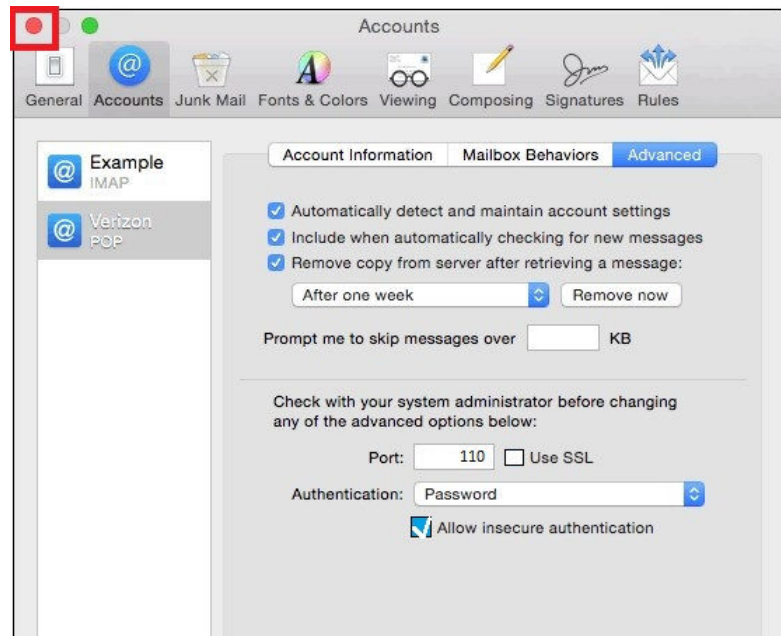 Accounts
General Accounts Junk Mail Fonts & Colors Viewing Composing Signatures Rules
Example
IMAP
Verizon
POP
Account Information Mailbox Behaviors Advanced
Automatically detect and maintain account settings
Include when automatically checking for new messages
Remove copy from server after retrieving a message:
After one week Remove now
Prompt me to skip messages over KB
Check with your system administrator before changing
any of the advanced options below:
Port: 110 Use SSL
Authentication: Password
Allow insecure authentication